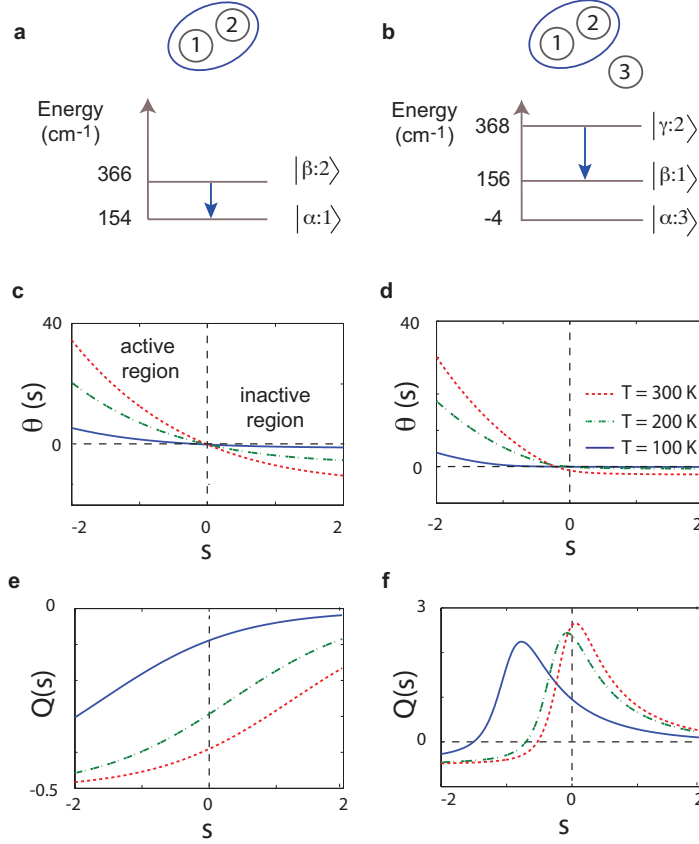 a
1
2
Energy
(cm-1)
366
154
|β:2⟩
|α:1⟩
b
1
2
3
Energy
(cm-1)
368
156
-4
|γ:2⟩
|β:1⟩
|α:3⟩
c
40
0
θ (s)
active
region
inactive
region
-2
0
2
s
d
40
0
θ (s)
T = 300 K
T = 200 K
T = 100 K
-2
0
2
s
e
0
-0.5
Q(s)
-2
0
2
s
f
3
0
Q(s)
-2
0
2
s